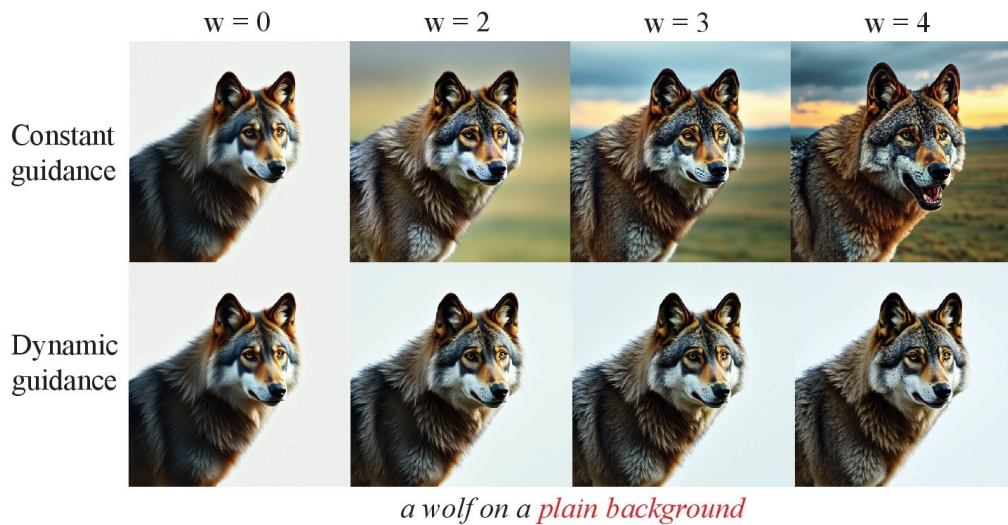 w = 0 w = 2 w = 3 w = 4
Constant
guidance
Dynamic
guidance
a wolf on a plain background